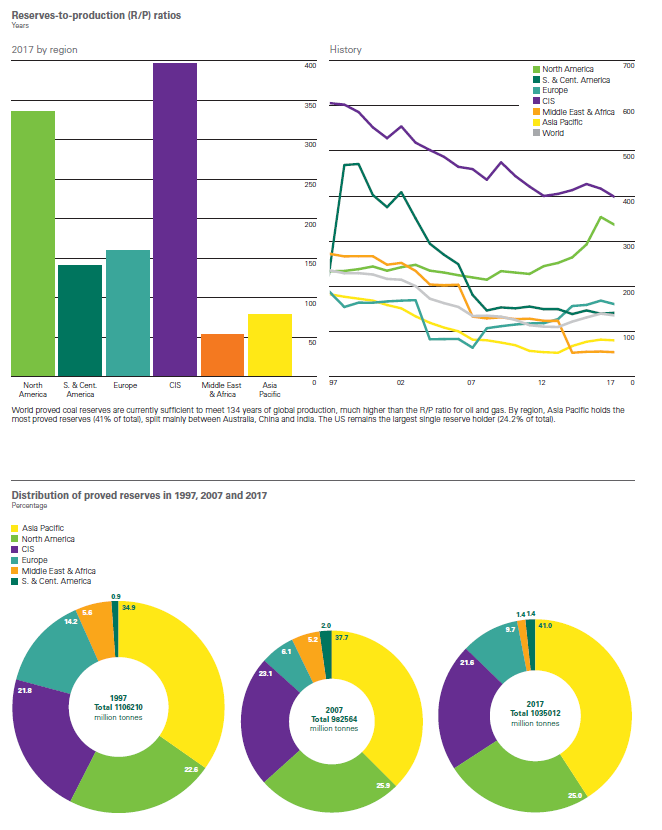 Reserves-to-production (R/P) ratios
Years
2017 by region
400
350
300
250
200
150
100
50
0
North America
S. & Cent. America
Europe
CIS
Middle East & Africa
Asia Pacific
History
North America
S. & Cent. America
Europe
CIS
Middle East & Africa
Asia Pacific
World
700
600
500
400
300
200
100
0
97
02
07
12
17
World proved coal reserves are currently sufficient to meet 134 years of global production, much higher than the R/P ratio for oil and gas. By region, Asia Pacific holds the
most proved reserves (41% of total), split mainly between Australia, China and India. The US remains the largest single reserve holder (24.2% of total).
Distribution of proved reserves in 1997, 2007 and 2017
Percentage
Asia Pacific
North America
CIS
Europe
Middle East & Africa
S. & Cent. America
0.9
34.9
5.6
14.2
21.8
22.6
1997
Total 1106210
million tonnes
2.0
37.7
5.2
6.1
23.1
25.9
2007
Total 982564
million tonnes
1.4
1.4
41.0
9.7
21.6
25.0
2017
Total 1035012
million tonnes